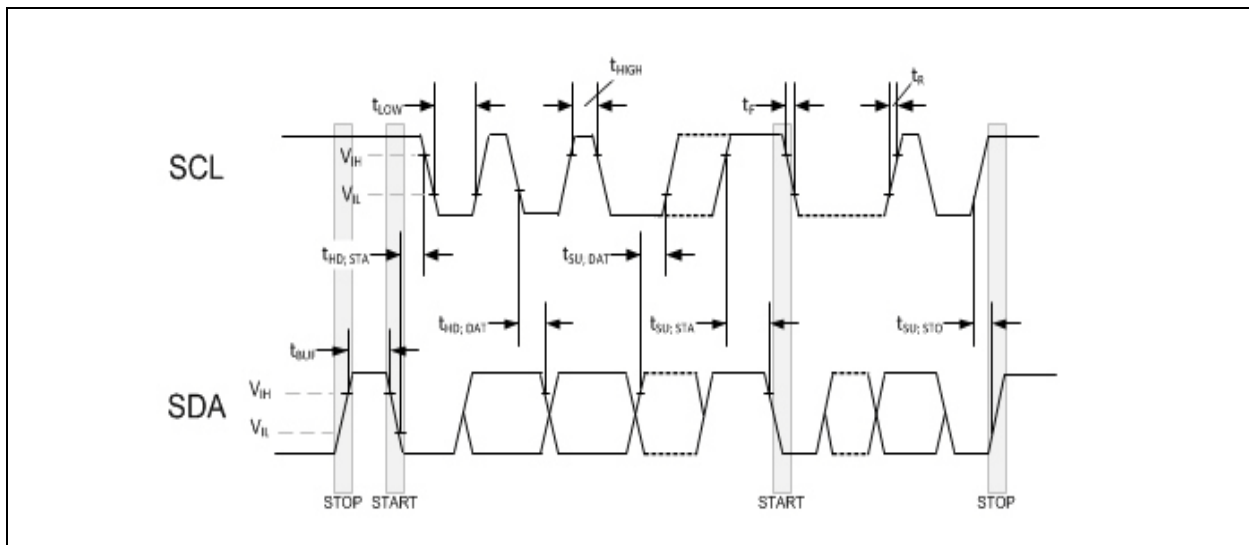 tHIGH
tR
tLOW
tF
SCL
VIH
VIL
tHD; STA
tSU, DAT
tHD; DAT
tSU; STA
tSU; STO
tBUF
SDA
VIH
VIL
STOP START START STOP